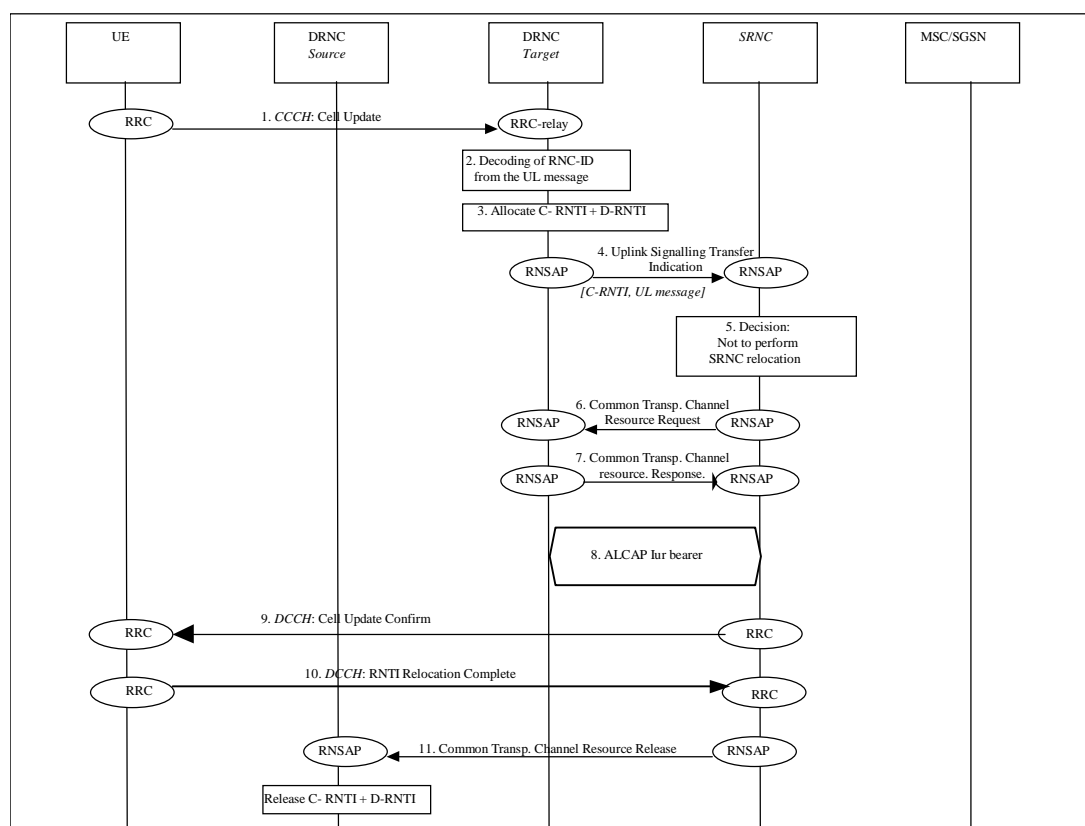 UE
DRNC
Source
DRNC
Target
SRNC
MSC/SGSN
RRC
1. CCCH: Cell Update
RRC-relay
2. Decoding of RNC-ID
from the UL message
3. Allocate C- RNTI + D-RNTI
RNSAP
4. Uplink Signalling Transfer
Indication
[C-RNTI, UL message]
RNSAP
5. Decision:
Not to perform
SRNC relocation
RNSAP
6. Common Transp. Channel
Resource Request
RNSAP
RNSAP
7. Common Transp. Channel
resource. Response.
RNSAP
8. ALCAP Iur bearer
RRC
9. DCCH: Cell Update Confirm
RRC
RRC
10. DCCH: RNTI Relocation Complete
RRC
RNSAP
11. Common Transp. Channel Resource Release
RNSAP
Release C- RNTI + D-RNTI